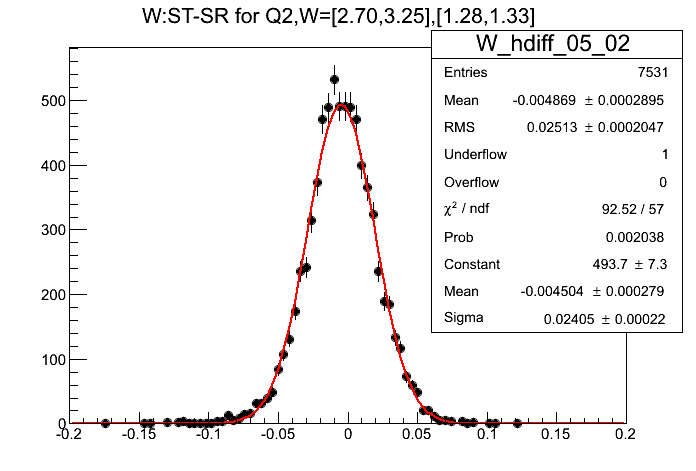 W:ST-SR for Q2,W=[2.70,3.25],[1.28,1.33]
W_hdiff_05_02
Entries 7531
Mean -0.004869 ± 0.0002895
RMS 0.02513 ± 0.0002047
Underflow 1
Overflow 0
χ² / ndf 92.52 / 57
Prob 0.002038
Constant 493.7 ± 7.3
Mean -0.004504 ± 0.000279
Sigma 0.02405 ± 0.00022
500
400
300
200
100
0
-0.2 -0.15 -0.1 -0.05 0 0.05 0.1 0.15 0.2